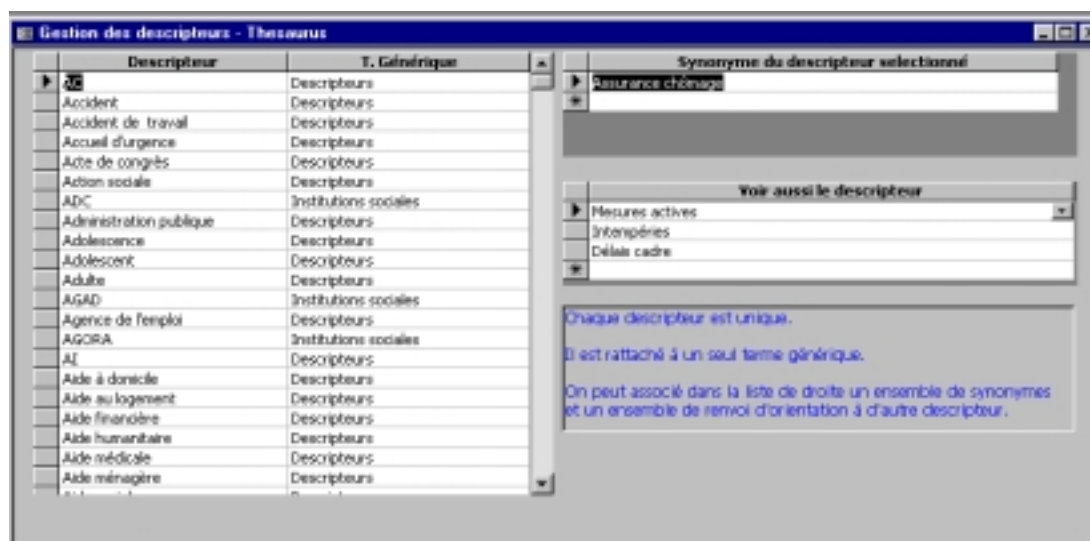 Gestion des descripteurs - Thesaurus
Descripteur T. Générique
AC Descripteurs
Accident Descripteurs
Accident de travail Descripteurs
Accueil d'urgence Descripteurs
Acte de congrès Descripteurs
Action sociale Descripteurs
ADC Institutions sociales
Administration publique Descripteurs
Adolescence Descripteurs
Adolescent Descripteurs
Adulte Descripteurs
AGAD Institutions sociales
Agence de l'emploi Descripteurs
AGORA Institutions sociales
AI Descripteurs
Aide à domicile Descripteurs
Aide au logement Descripteurs
Aide financière Descripteurs
Aide humanitaire Descripteurs
Aide médicale Descripteurs
Aide ménagère Descripteurs
Synonyme du descripteur selectionné
Assurance chômage
Voir aussi le descripteur
Mesures actives
Intempéries
Délais cadre
Chaque descripteur est unique.
Il est rattaché à un seul terme générique.
On peut associé dans la liste de droite un ensemble de synonymes
et un ensemble de renvoi d'orientation à d'autre descripteur.